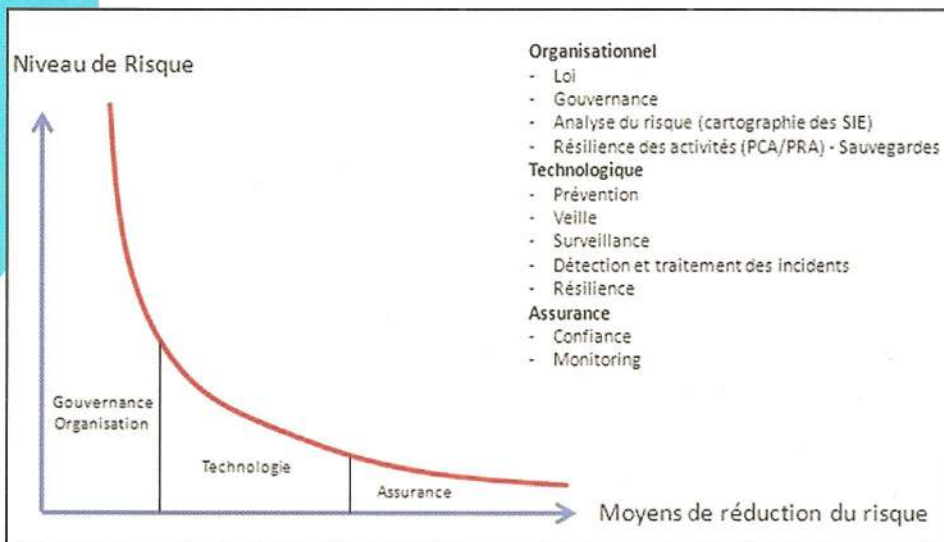 Niveau de Risque
Organisationnel
- Loi
- Gouvernance
- Analyse du risque (cartographie des SIE)
- Résilience des activités (PCA/PRA) - Sauvegardes
Technologique
- Prévention
- Veille
- Surveillance
- Détection et traitement des incidents
- Résilience
Assurance
- Confiance
- Monitoring
Gouvernance
Organisation
Technologie
Assurance
Moyens de réduction du risque